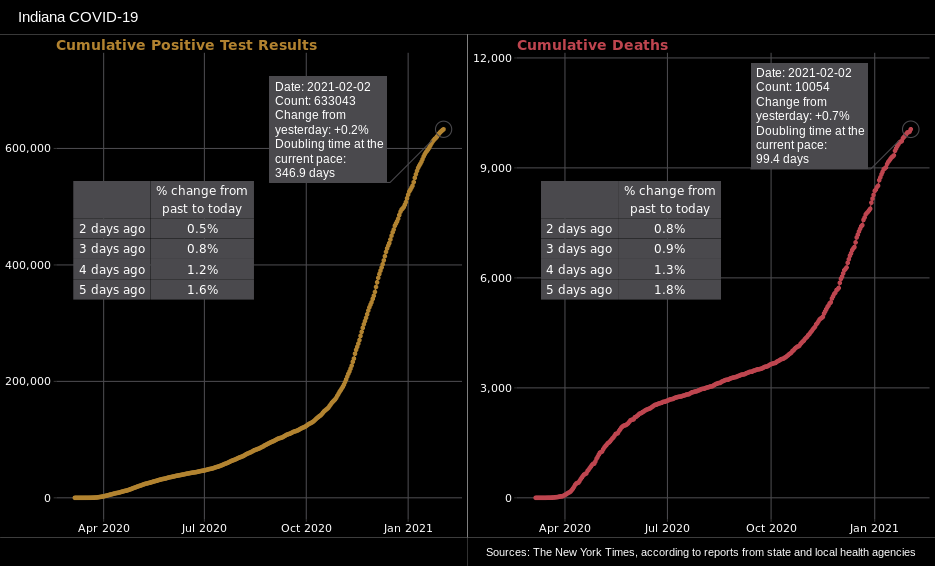 Indiana COVID-19
Cumulative Positive Test Results
Date: 2021-02-02
Count: 633043
Change from
yesterday: +0.2%
Doubling time at the
current pace:
346.9 days
% change from
past to today
2 days ago 0.5%
3 days ago 0.8%
4 days ago 1.2%
5 days ago 1.6%
600,000
400,000
200,000
0
Apr 2020 Jul 2020 Oct 2020 Jan 2021
Cumulative Deaths
Date: 2021-02-02
Count: 10054
Change from
yesterday: +0.7%
Doubling time at the
current pace:
99.4 days
% change from
past to today
2 days ago 0.8%
3 days ago 0.9%
4 days ago 1.3%
5 days ago 1.8%
12,000
9,000
6,000
3,000
0
Apr 2020 Jul 2020 Oct 2020 Jan 2021
Sources: The New York Times, according to reports from state and local health agencies